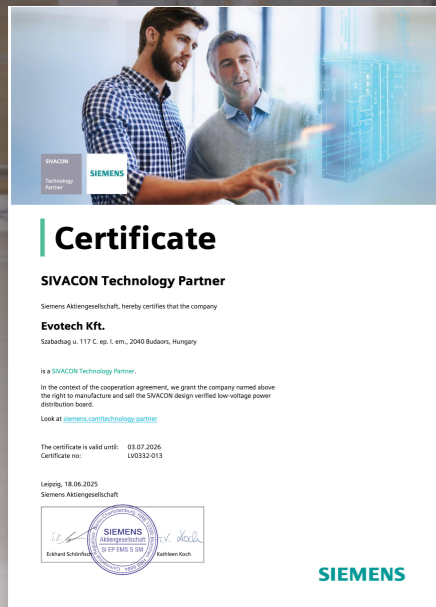 SIVACON
Technology
Partner
SIEMENS
Certificate
SIVACON Technology Partner
Siemens Aktiengesellschaft, hereby certifies that the company
Evotech Kft.
Szabadsag u. 117 C. ep. I. em., 2040 Budaors, Hungary
is a SIVACON Technology Partner.
In the context of the cooperation agreement, we grant the company named above
the right to manufacture and sell the SIVACON design verified low-voltage power
distribution board.
Look at siemens.com/technology-partner
The certificate is valid until: 03.07.2026
Certificate no: LV0332-013
Leipzig, 18.06.2025
Siemens Aktiengesellschaft
SIEMENS
Aktiengesellschaft
SI EP EMS S SM
i.V. Koch
Eckhard Schönfisch Kathleen Koch
SIEMENS